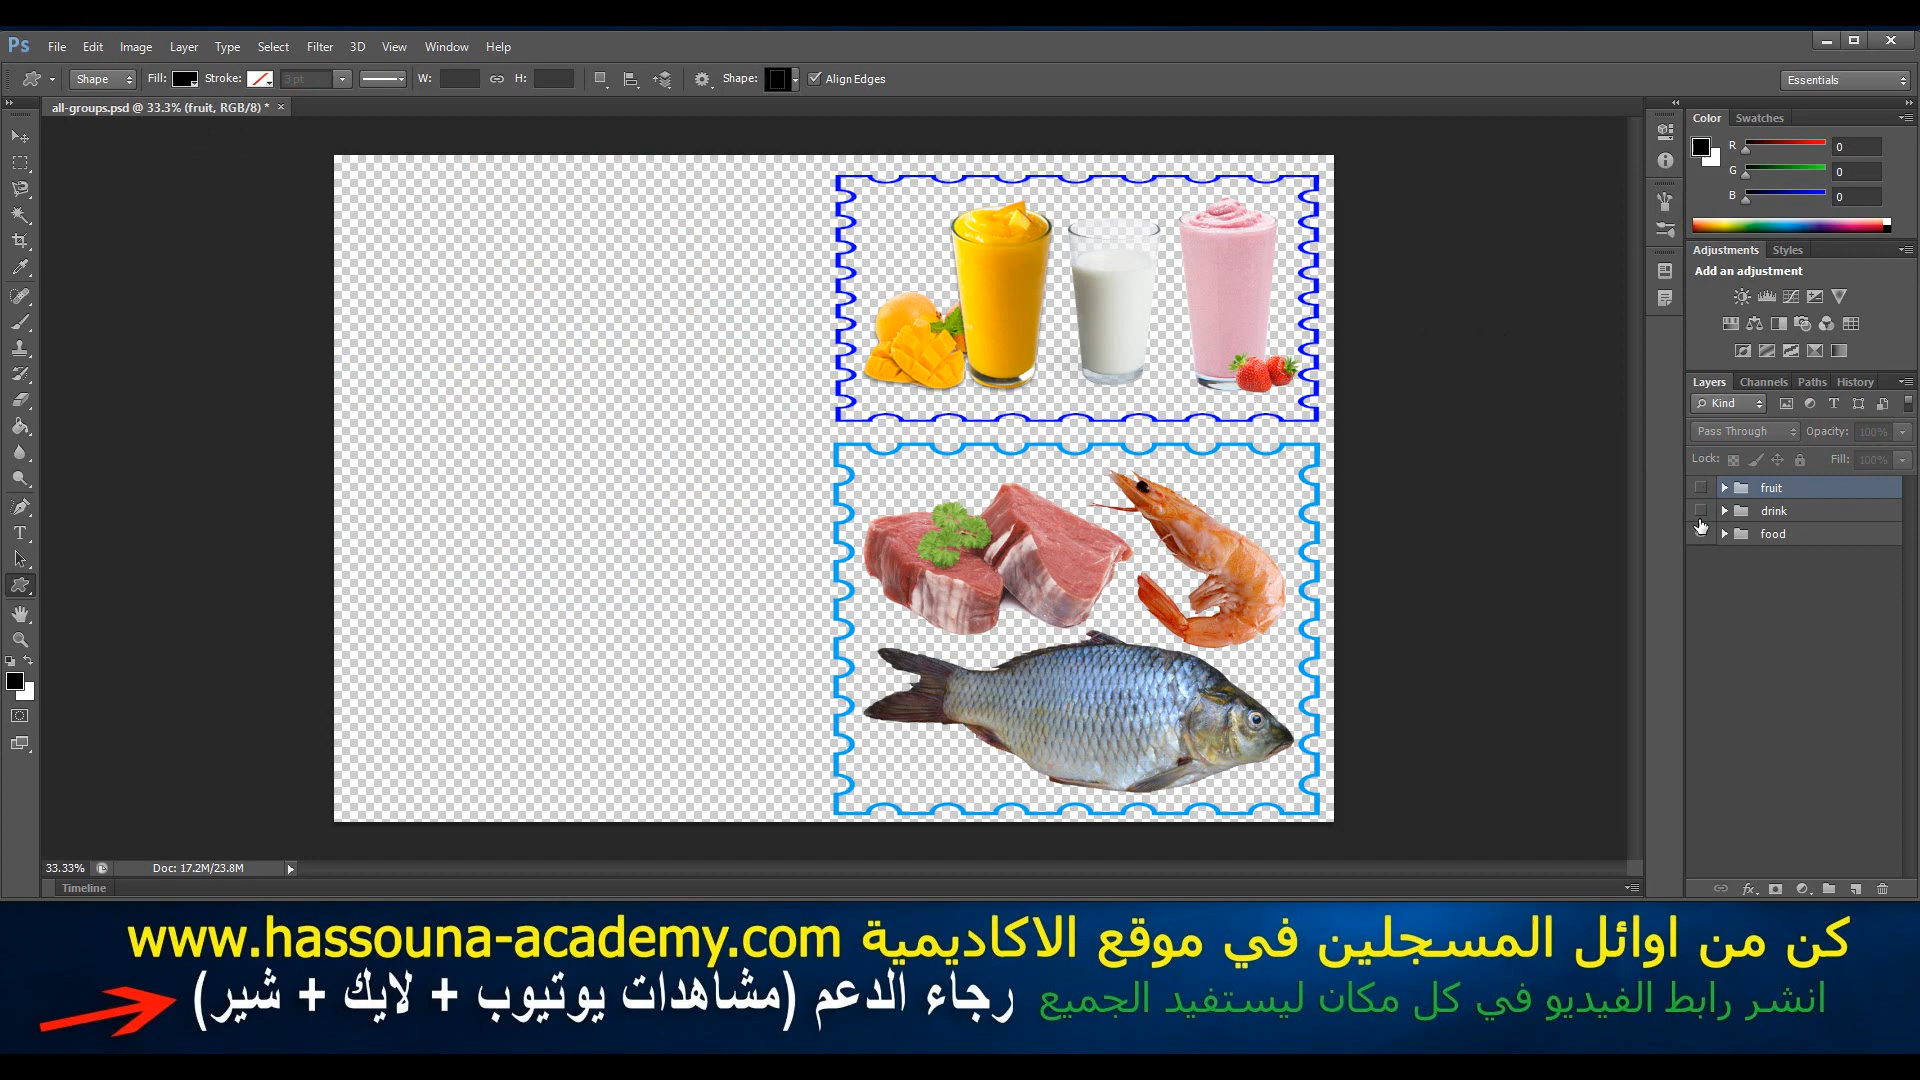 Ps File Edit Image Layer Type Select Filter 3D View Window Help
Shape Fill: Stroke: 3 pt W: H: Shape: Align Edges Essentials
all-groups.psd @ 33.3% (fruit, RGB/8) * ×
Color Swatches
R 0
G 0
B 0
Adjustments Styles
Add an adjustment
Layers Channels Paths History
Kind
Pass Through Opacity: 100%
Lock: Fill: 100%
fruit
drink
food
33.33% Doc: 17.2M/23.8M
Timeline
كن من اوائل المسجلين في موقع الاكاديمية www.hassouna-academy.com
انشر رابط الفيديو في كل مكان ليستفيد الجميع رجاء الدعم (مشاهدات يوتيوب + لايك + شير)